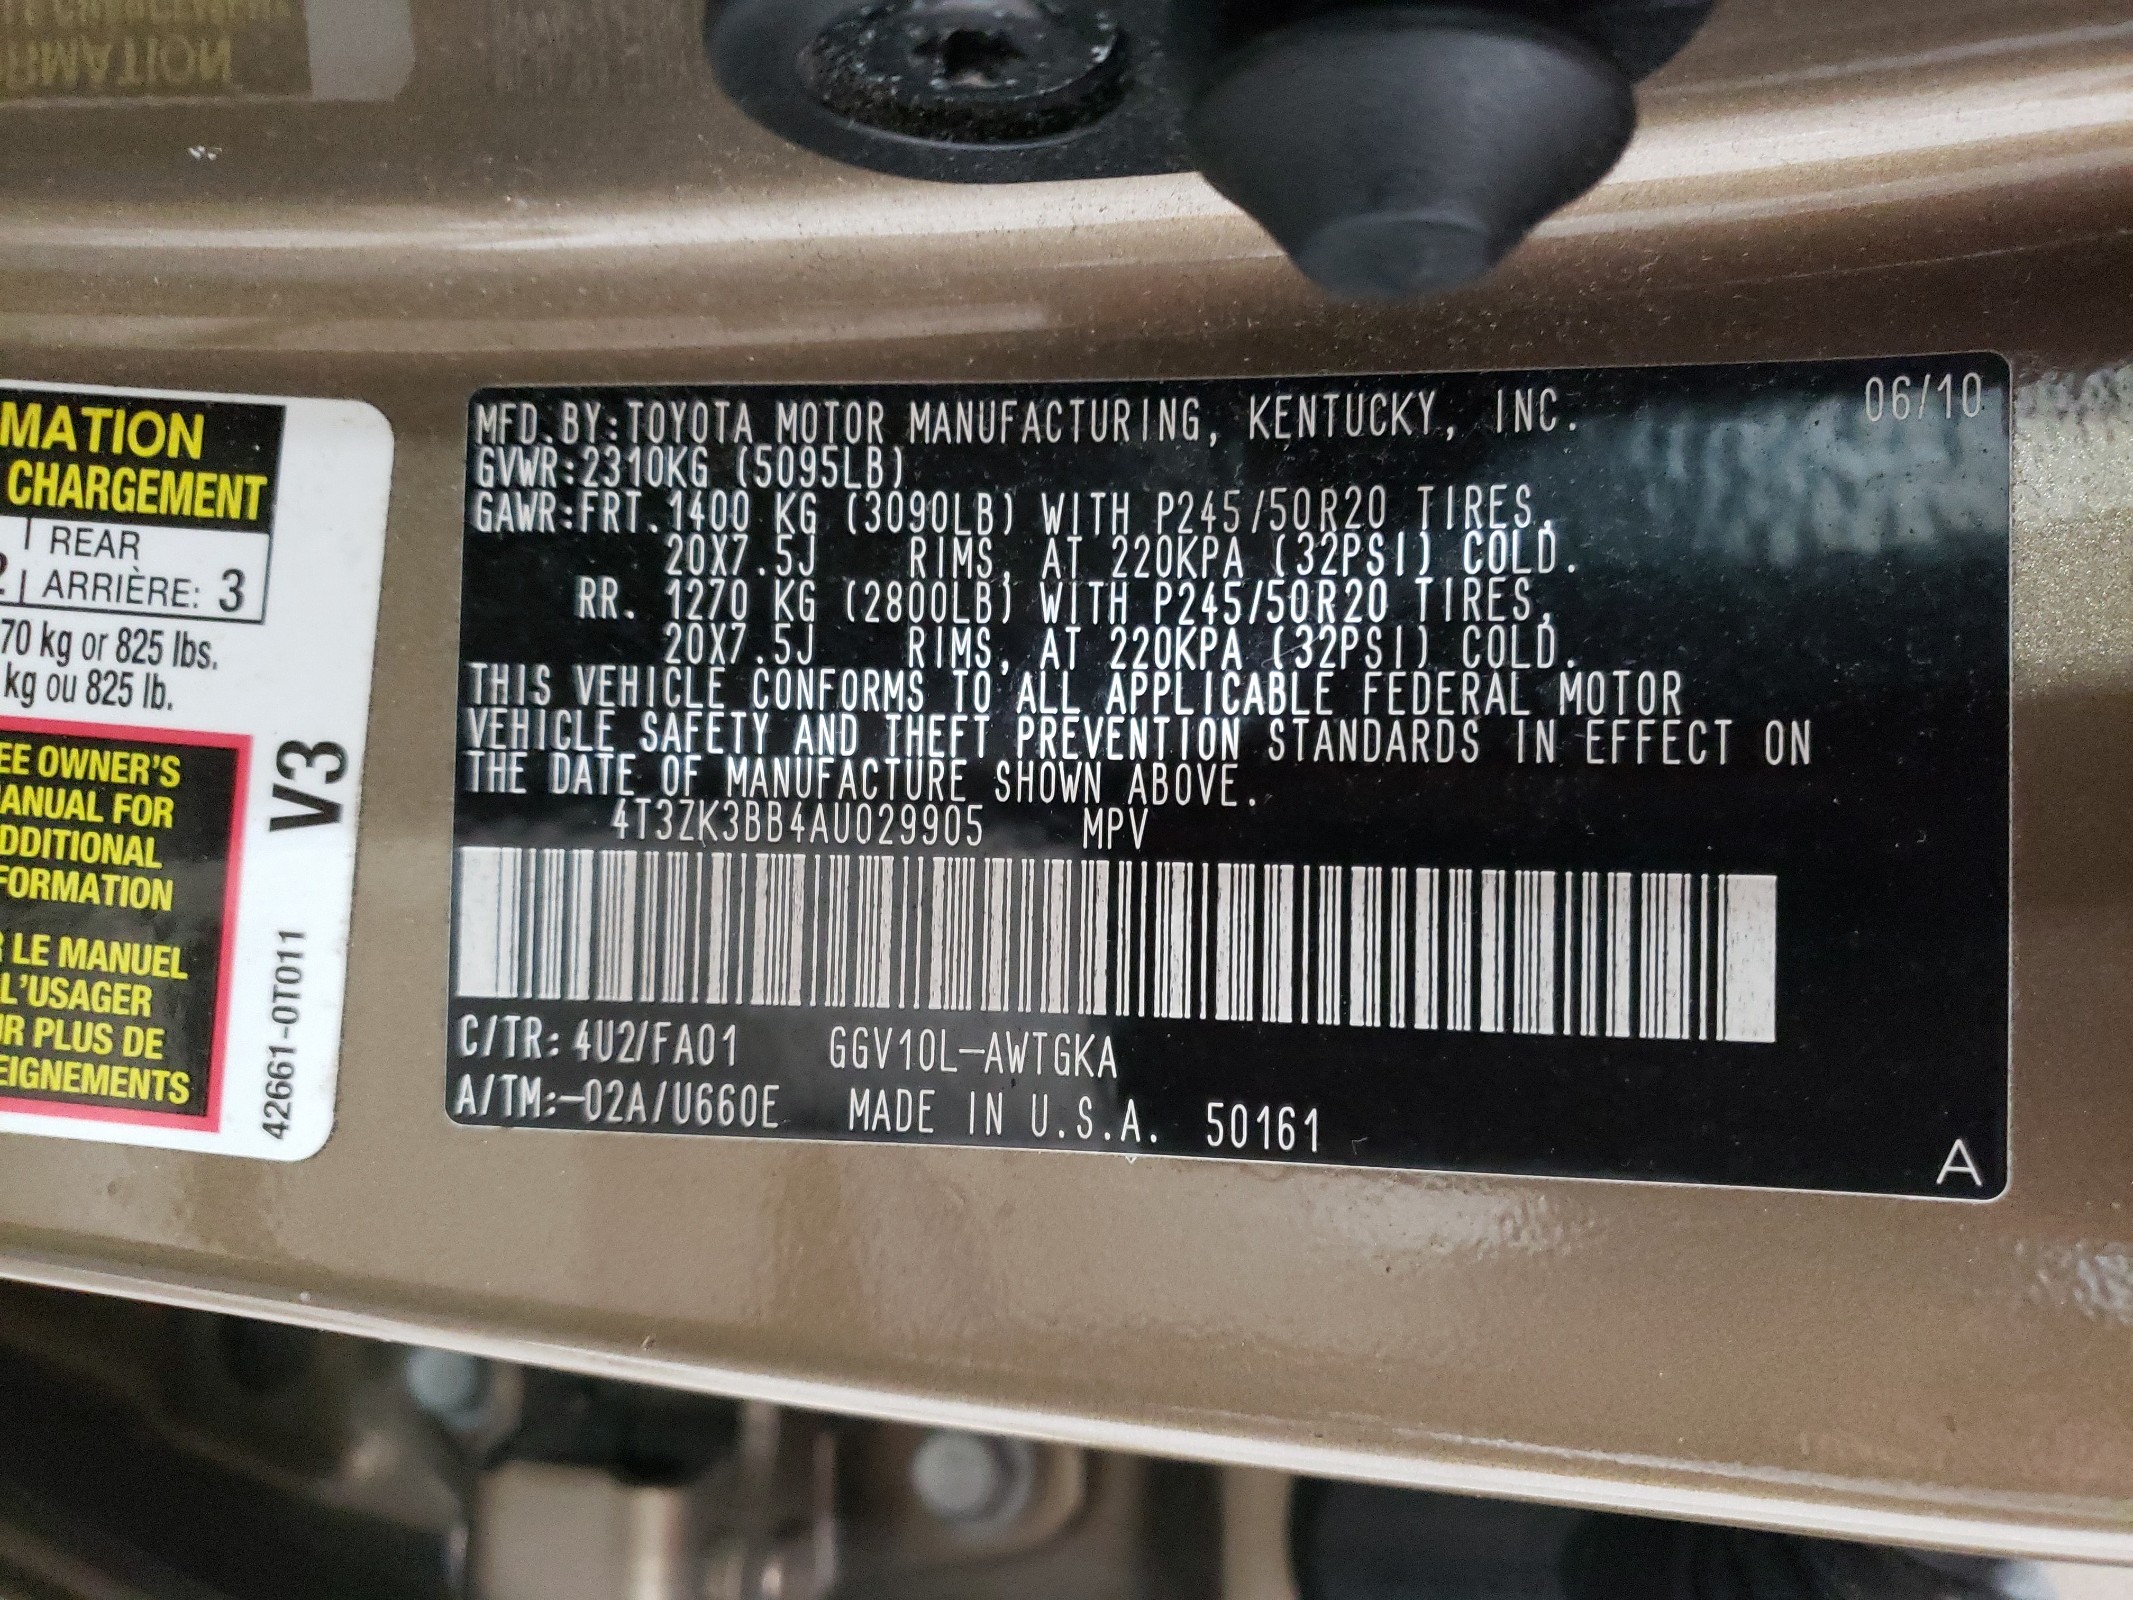 MATION
CHARGEMENT
REAR
ARRIÈRE: 3
70 kg or 825 lbs.
kg ou 825 lb.
EE OWNER'S
ANUAL FOR
DDITIONAL
FORMATION
LE MANUEL
L'USAGER
R PLUS DE
EIGNEMENTS
V3
42661-0T011
MFD.BY:TOYOTA MOTOR MANUFACTURING, KENTUCKY, INC. 06/10
GVWR:2310KG (5095LB)
GAWR:FRT.1400 KG (3090LB) WITH P245/50R20 TIRES,
20X7.5J RIMS, AT 220KPA (32PSI) COLD.
RR. 1270 KG (2800LB) WITH P245/50R20 TIRES,
20X7.5J RIMS, AT 220KPA (32PSI) COLD.
THIS VEHICLE CONFORMS TO ALL APPLICABLE FEDERAL MOTOR
VEHICLE SAFETY AND THEFT PREVENTION STANDARDS IN EFFECT ON
THE DATE OF MANUFACTURE SHOWN ABOVE.
4T3ZK3BB4AU029905 MPV
C/TR: 4U2/FA01 GGV10L-AWTGKA
A/TM:-02A/U660E MADE IN U.S.A. 50161
A